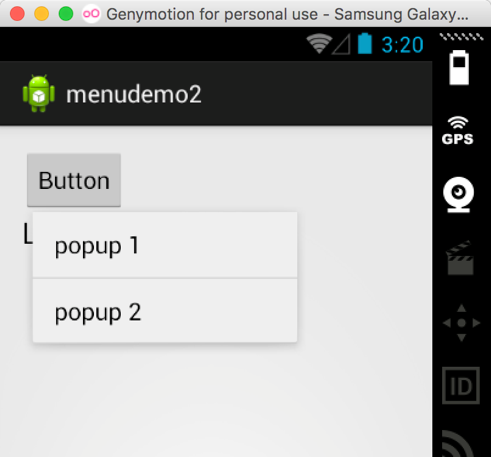 Genymotion for personal use - Samsung Galaxy...
3:20
menudemo2
GPS
Button
popup 1
popup 2
ID